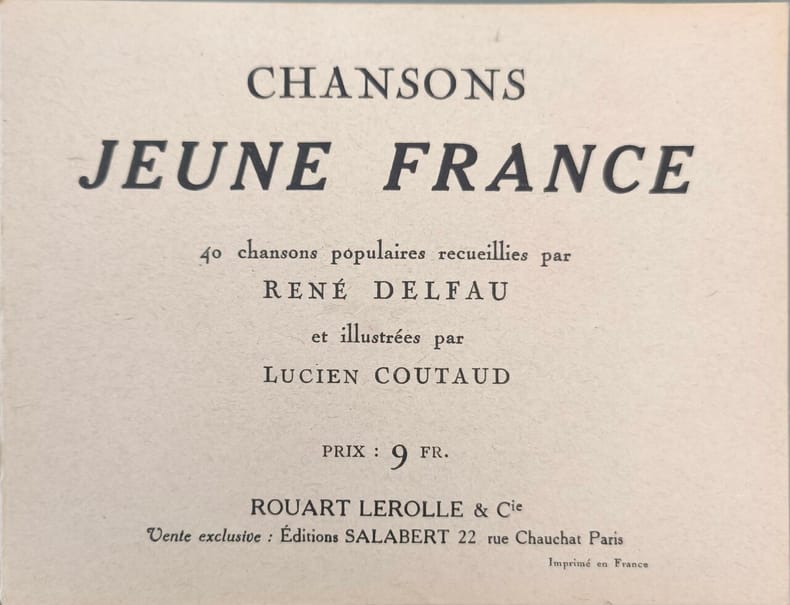 CHANSONS
JEUNE FRANCE
40 chansons populaires recueillies par
RENÉ DELFAU
et illustrées par
LUCIEN COUTAUD
PRIX : 9 FR.
ROUART LEROLLE & Cie
Vente exclusive : Éditions SALABERT 22 rue Chauchat Paris
Imprimé en France